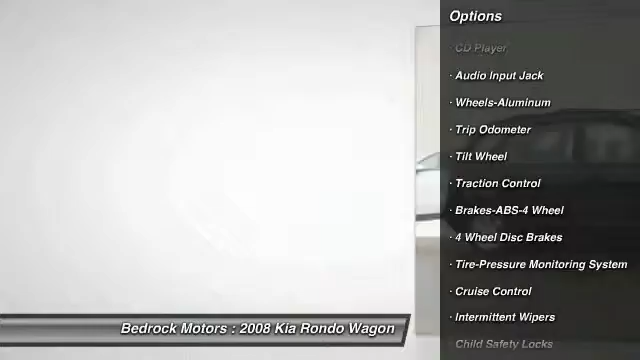 Options
· CD Player
· Audio Input Jack
· Wheels-Aluminum
· Trip Odometer
· Tilt Wheel
· Traction Control
· Brakes-ABS-4 Wheel
· 4 Wheel Disc Brakes
· Tire-Pressure Monitoring System
· Cruise Control
· Intermittent Wipers
Child Safety Locks
Bedrock Motors : 2008 Kia Rondo Wagon